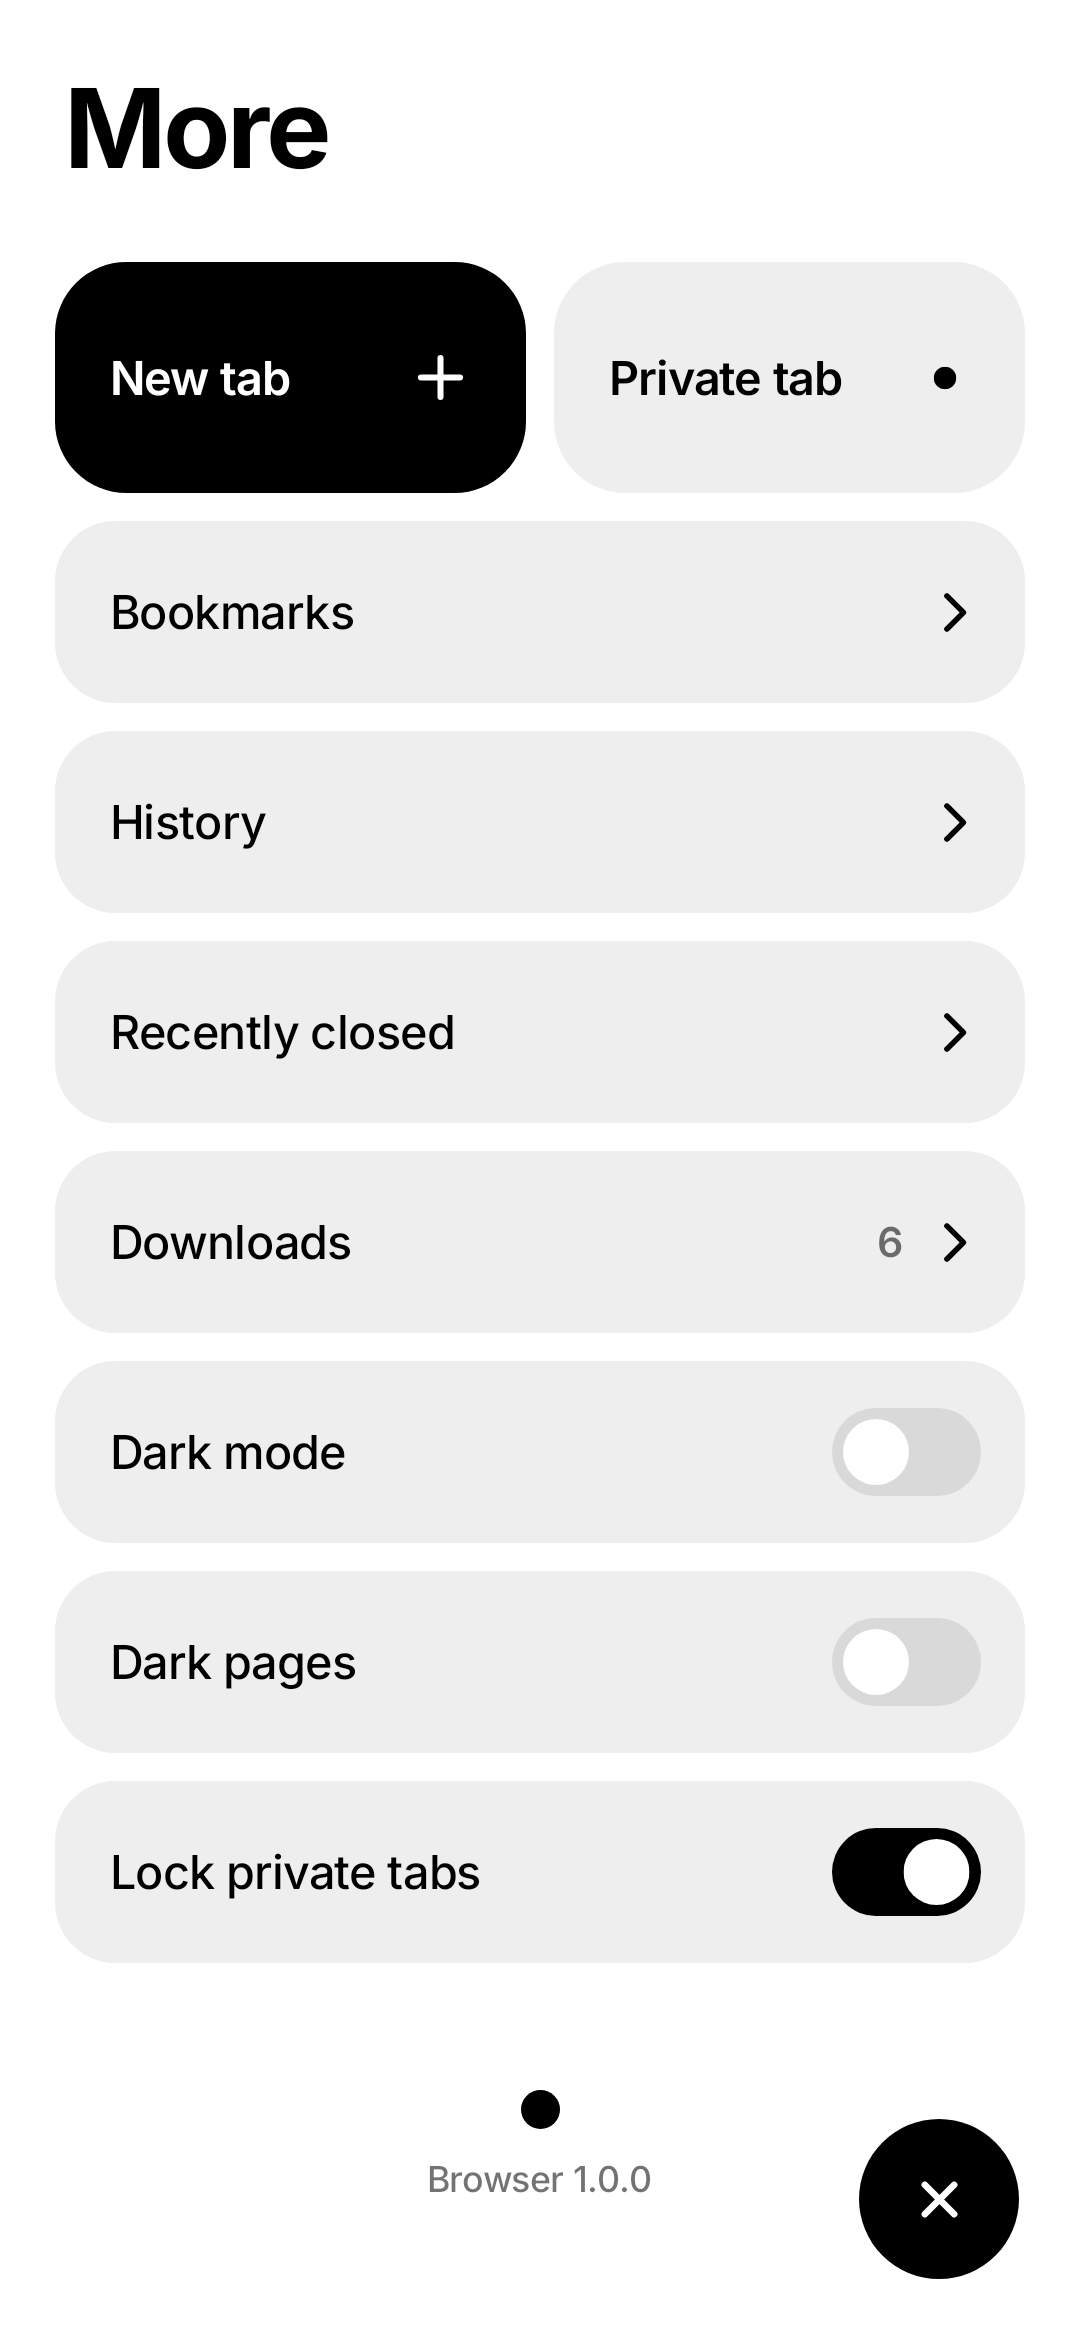 More
New tab
Private tab
Bookmarks
History
Recently closed
Downloads 6
Dark mode
Dark pages
Lock private tabs
Browser 1.0.0